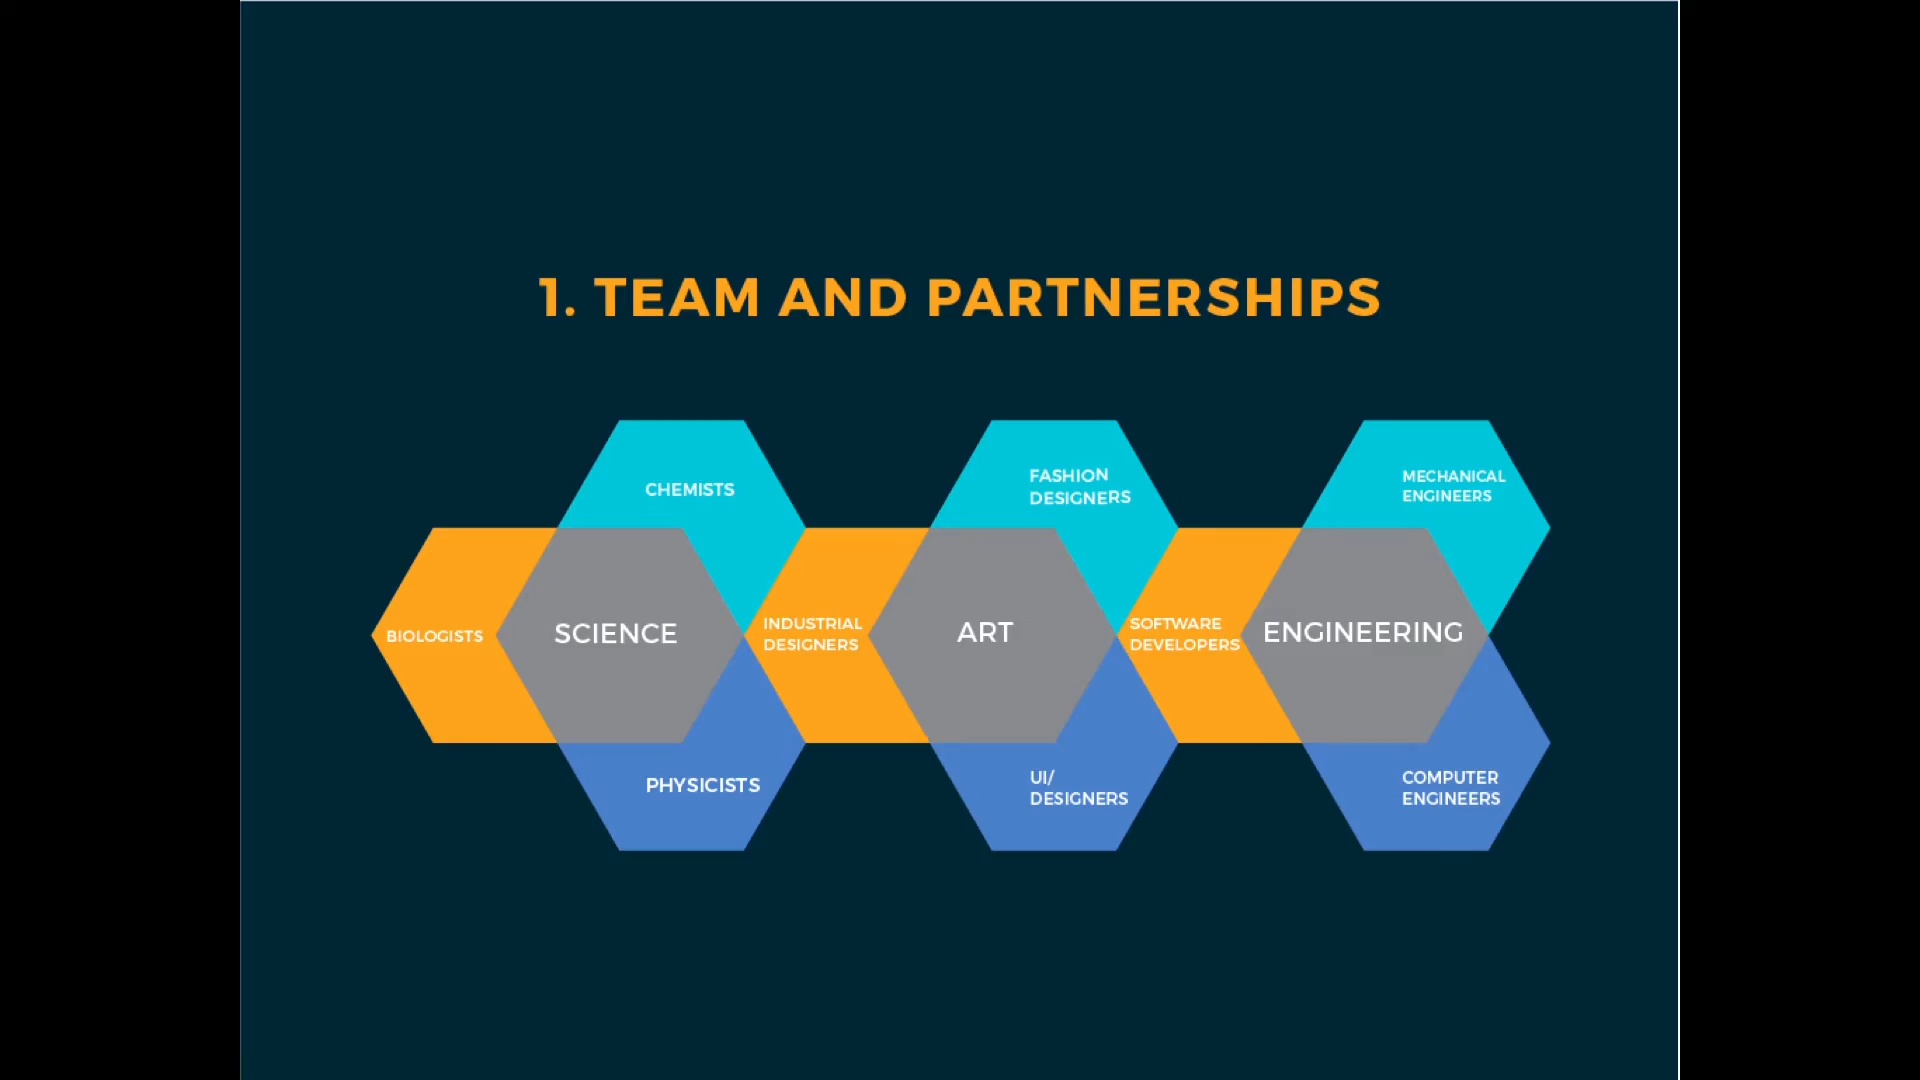 1. TEAM AND PARTNERSHIPS
CHEMISTS
FASHION
DESIGNERS
MECHANICAL
ENGINEERS
BIOLOGISTS
SCIENCE
INDUSTRIAL
DESIGNERS
ART
SOFTWARE
DEVELOPERS
ENGINEERING
PHYSICISTS
UI/
DESIGNERS
COMPUTER
ENGINEERS